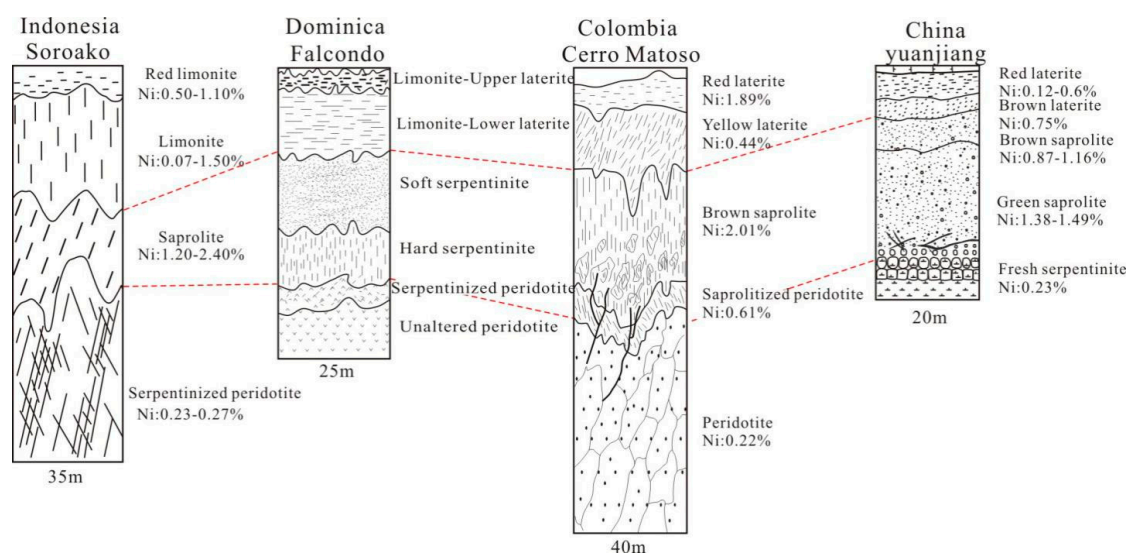 Indonesia
Soroako
Red limonite
Ni:0.50-1.10%
Limonite
Ni:0.07-1.50%
Saprolite
Ni:1.20-2.40%
Serpentinized peridotite
Ni:0.23-0.27%
35m
Dominica
Falcondo
Limonite-Upper laterite
Limonite-Lower laterite
Soft serpentinite
Hard serpentinite
Serpentinized peridotite
Unaltered peridotite
25m
Colombia
Cerro Matoso
Red laterite
Ni:1.89%
Yellow laterite
Ni:0.44%
Brown saprolite
Ni:2.01%
Saprolitized peridotite
Ni:0.61%
Peridotite
Ni:0.22%
40m
China
yuanjiang
Red laterite
Ni:0.12-0.6%
Brown laterite
Ni:0.75%
Brown saprolite
Ni:0.87-1.16%
Green saprolite
Ni:1.38-1.49%
Fresh serpentinite
Ni:0.23%
20m